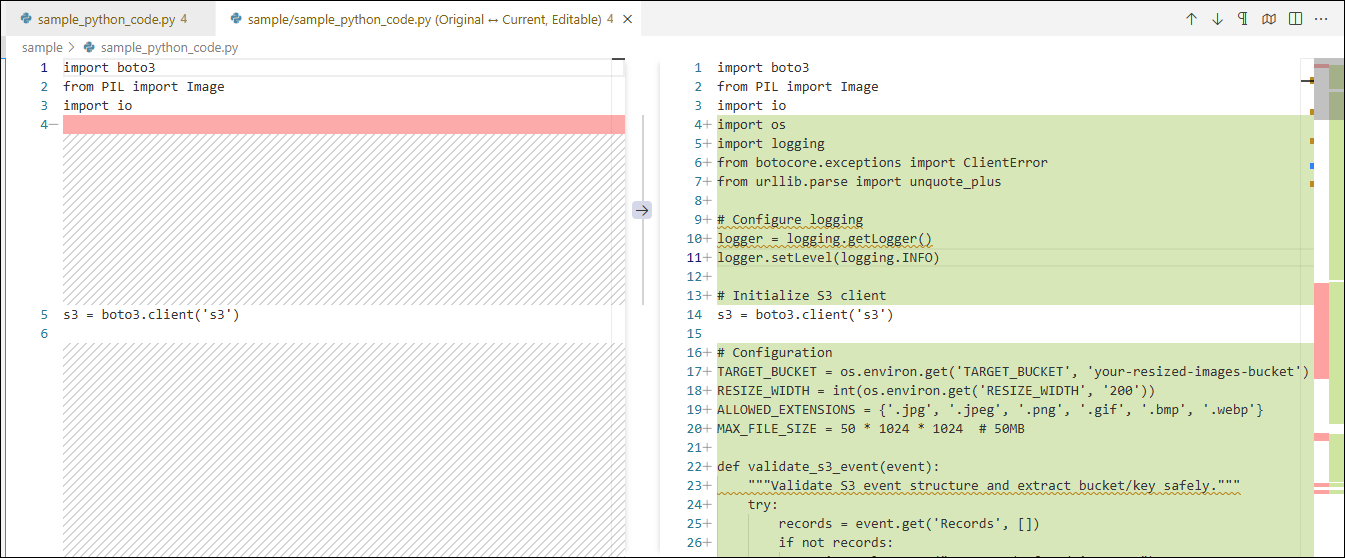 sample_python_code.py 4
sample/sample_python_code.py (Original ↔ Current, Editable) 4 ×
sample > sample_python_code.py
1 import boto3
2 from PIL import Image
3 import io
4−
5 s3 = boto3.client('s3')
6
1 import boto3
2 from PIL import Image
3 import io
4+ import os
5+ import logging
6+ from botocore.exceptions import ClientError
7+ from urllib.parse import unquote_plus
8+
9+ # Configure logging
10+ logger = logging.getLogger()
11+ logger.setLevel(logging.INFO)
12+
13+ # Initialize S3 client
14 s3 = boto3.client('s3')
15
16+ # Configuration
17+ TARGET_BUCKET = os.environ.get('TARGET_BUCKET', 'your-resized-images-bucket')
18+ RESIZE_WIDTH = int(os.environ.get('RESIZE_WIDTH', '200'))
19+ ALLOWED_EXTENSIONS = {'.jpg', '.jpeg', '.png', '.gif', '.bmp', '.webp'}
20+ MAX_FILE_SIZE = 50 * 1024 * 1024  # 50MB
21+
22+ def validate_s3_event(event):
23+     """Validate S3 event structure and extract bucket/key safely."""
24+     try:
25+         records = event.get('Records', [])
26+         if not records: